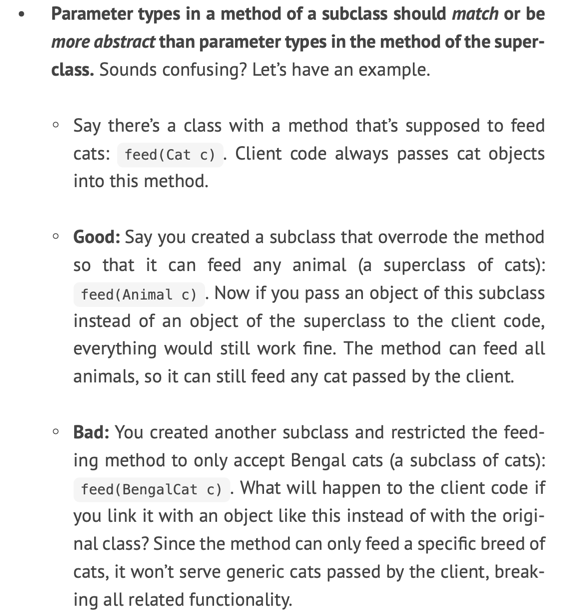 • Parameter types in a method of a subclass should match or be
more abstract than parameter types in the method of the super-
class. Sounds confusing? Let’s have an example.
◦ Say there’s a class with a method that’s supposed to feed
cats: feed(Cat c) . Client code always passes cat objects
into this method.
◦ Good: Say you created a subclass that overrode the method
so that it can feed any animal (a superclass of cats):
feed(Animal c) . Now if you pass an object of this subclass
instead of an object of the superclass to the client code,
everything would still work fine. The method can feed all
animals, so it can still feed any cat passed by the client.
◦ Bad: You created another subclass and restricted the feed-
ing method to only accept Bengal cats (a subclass of cats):
feed(BengalCat c) . What will happen to the client code if
you link it with an object like this instead of with the origi-
nal class? Since the method can only feed a specific breed of
cats, it won’t serve generic cats passed by the client, break-
ing all related functionality.